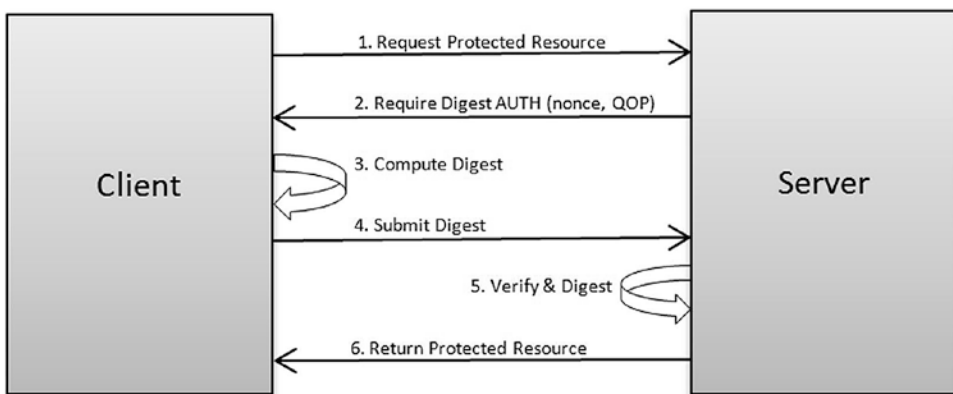 1. Request Protected Resource
2. Require Digest AUTH (nonce, QOP)
3. Compute Digest
Client
Server
4. Submit Digest
5. Verify & Digest
6. Return Protected Resource